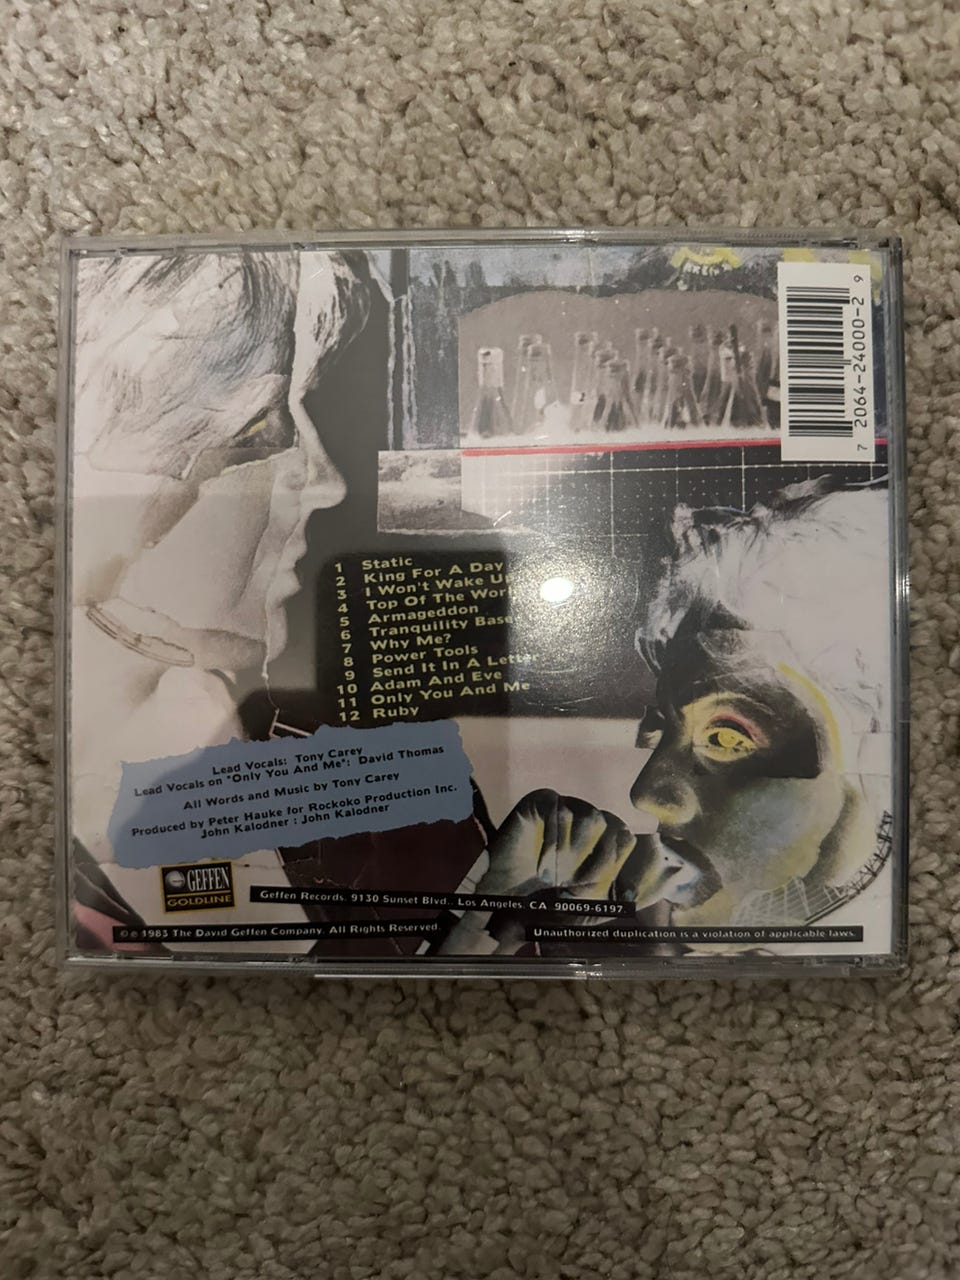 7 2064-24000-2 9
1 Static
2 King For A Day
3 I Won't Wake Up
4 Top Of The World
5 Armageddon
6 Tranquility Base
7 Why Me?
8 Power Tools
9 Send It In A Letter
10 Adam And Eve
11 Only You And Me
12 Ruby
Lead Vocals: Tony Carey
Lead Vocals on "Only You And Me": David Thomas
All Words and Music by Tony Carey
Produced by Peter Hauke for Rockoko Production Inc.
John Kalodner : John Kalodner
GEFFEN
GOLDLINE
Geffen Records. 9130 Sunset Blvd.. Los Angeles. CA 90069-6197.
℗© 1983 The David Geffen Company. All Rights Reserved.
Unauthorized duplication is a violation of applicable laws.